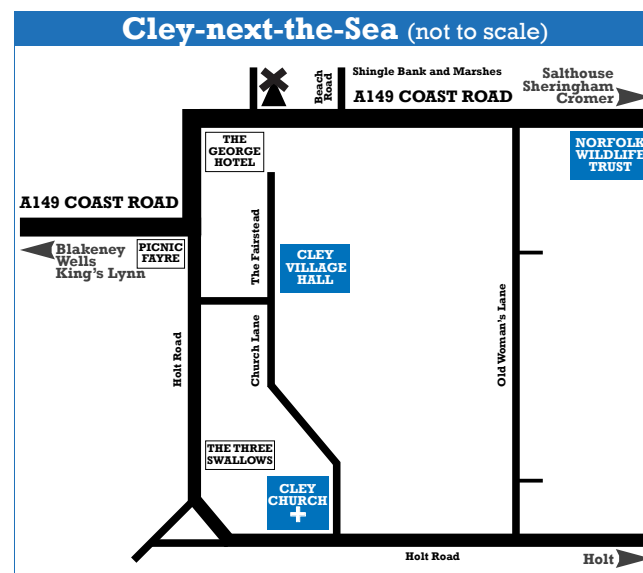 Cley-next-the-Sea (not to scale)
Shingle Bank and Marshes
Beach
Road
A149 COAST ROAD
Salthouse
Sheringham
Cromer
THE
GEORGE
HOTEL
NORFOLK
WILDLIFE
TRUST
A149 COAST ROAD
Blakeney
Wells
King's Lynn
PICNIC
FAYRE
The Fairstead
CLEY
VILLAGE
HALL
Holt Road
Church Lane
Old Woman's Lane
THE THREE
SWALLOWS
CLEY
CHURCH
Holt Road
Holt